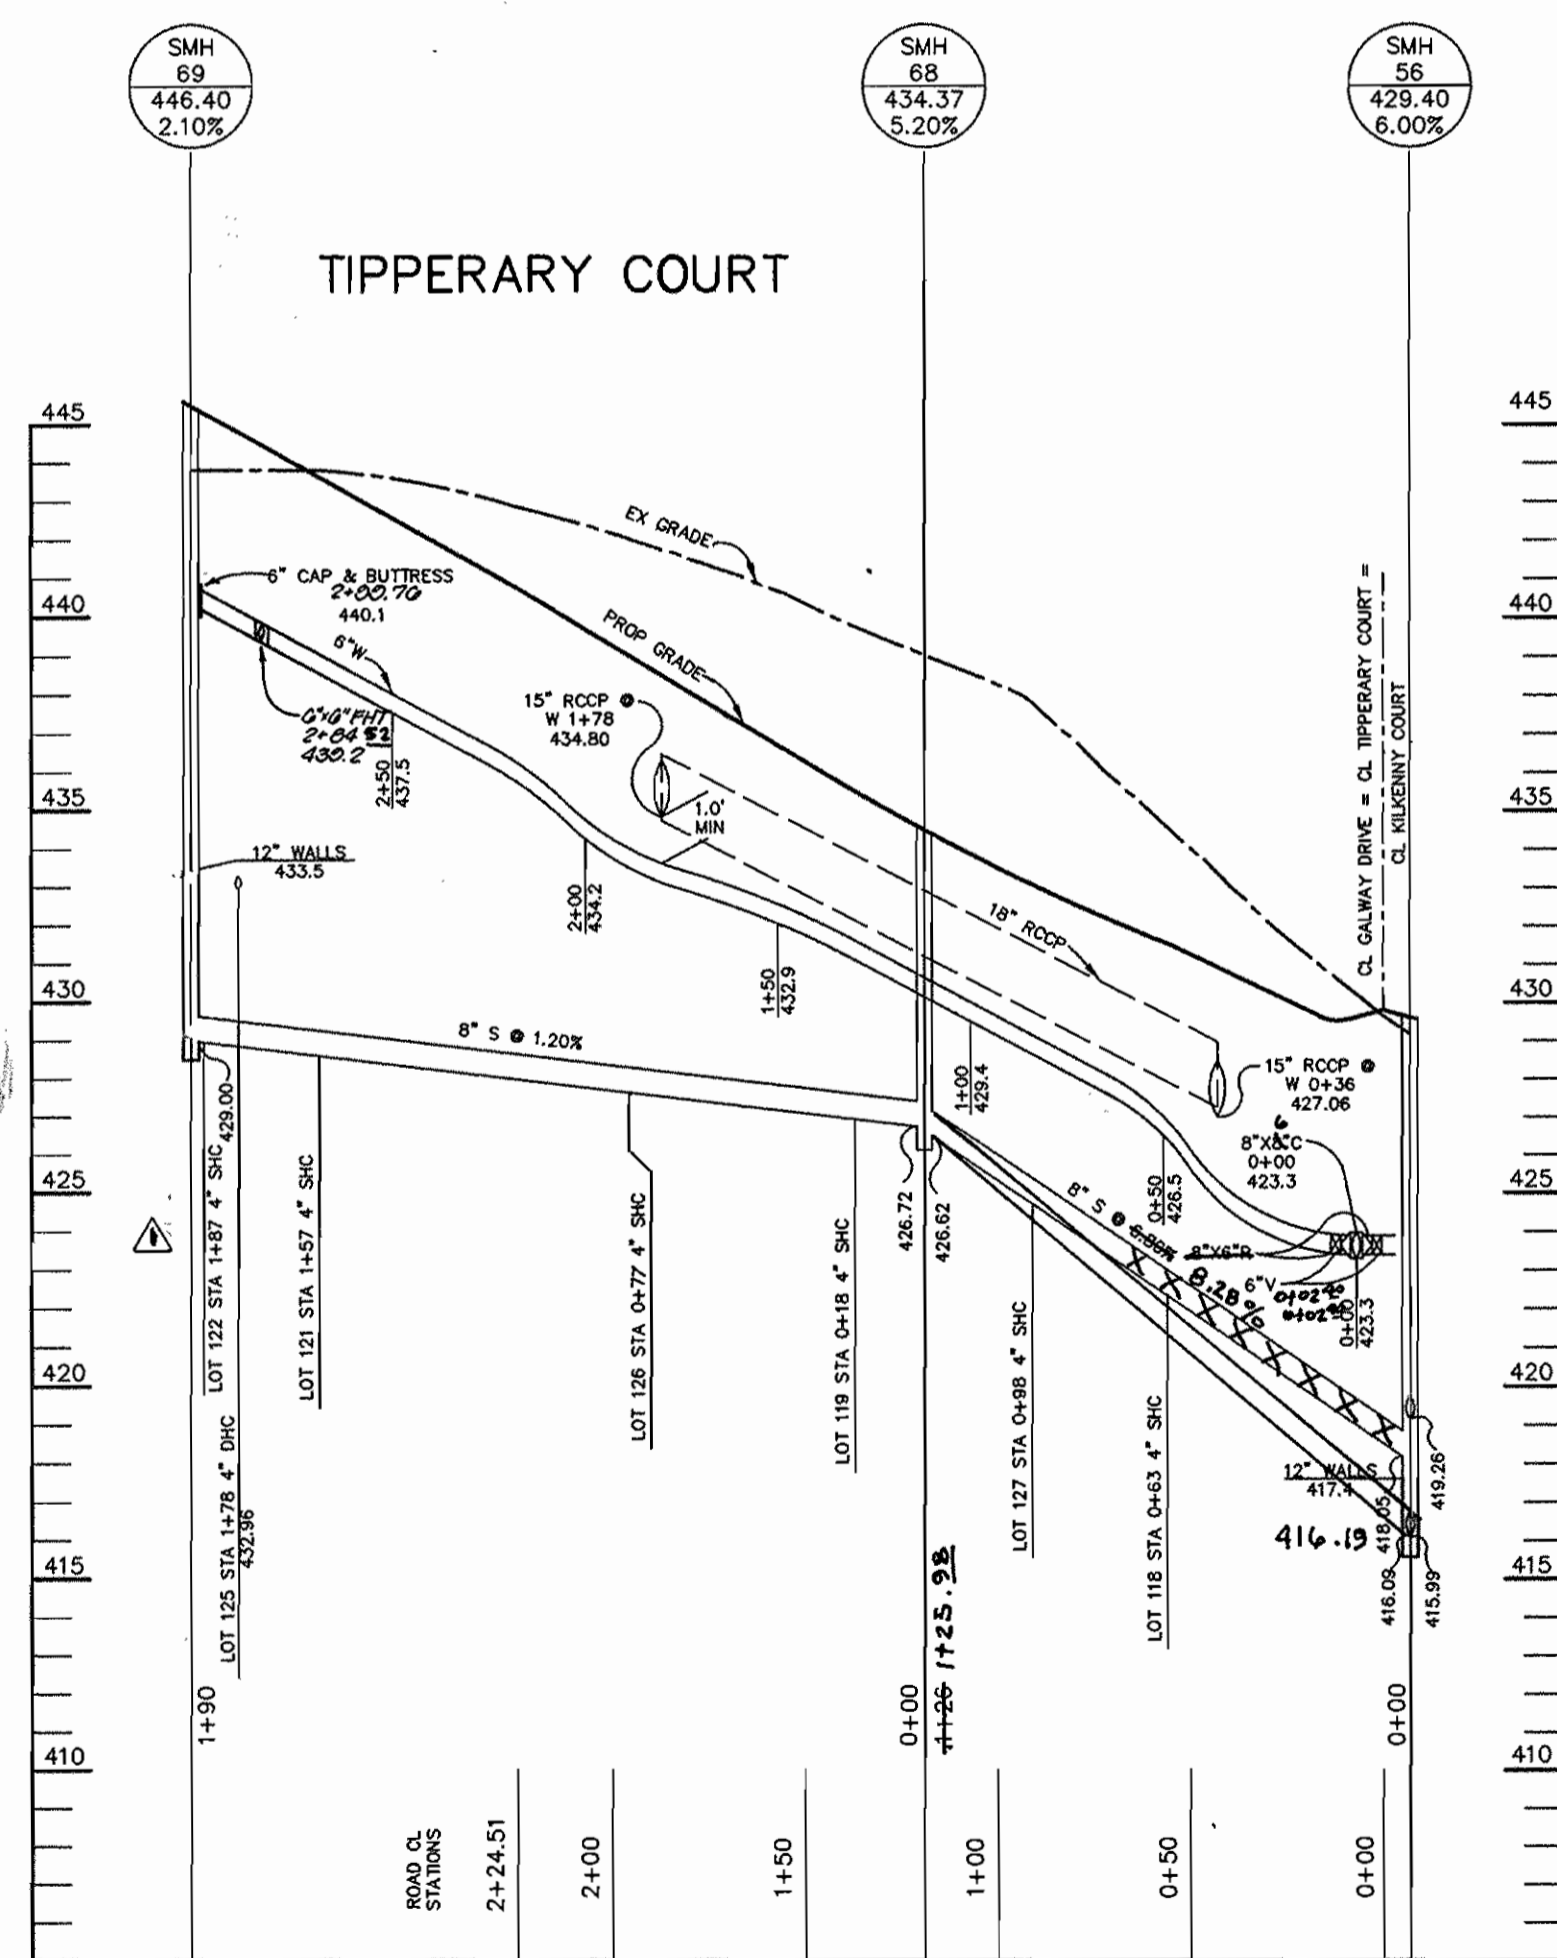 SMH
69
446.40
2.10%
SMH
68
434.37
5.20%
SMH
56
429.40
6.00%
TIPPERARY COURT
445
440
435
430
425
420
415
410
445
440
435
430
425
420
415
410
EX GRADE
PROP GRADE
6" CAP & BUTTRESS
440.1
6"W
6"x6" FHT
52
2+50
437.5
15" RCCP @
W 1+78
434.80
1.0'
MIN
12" WALLS
433.5
2+00
434.2
1+50
432.9
18" RCCP
CL GALWAY DRIVE = CL TIPPERARY COURT =
CL KILKENNY COURT
8" S @ 1.20%
429.00
1+00
429.4
15" RCCP @
W 0+36
427.06
6
0+00
423.3
0+50
426.5
8" S @
8.28%
8"X6"R
6"V
0+00
423.3
426.72
426.62
LOT 122 STA 1+87 4" SHC
LOT 125 STA 1+78 4" DHC
432.96
LOT 121 STA 1+57 4" SHC
LOT 126 STA 0+77 4" SHC
LOT 119 STA 0+18 4" SHC
LOT 127 STA 0+98 4" SHC
LOT 118 STA 0+63 4" SHC
12" WALLS
417.4
418.05
419.26
416.19
416.09
415.99
1+90
0+00
1+26 1+25.98
0+00
ROAD CL
STATIONS
2+24.51
2+00
1+50
1+00
0+50
0+00